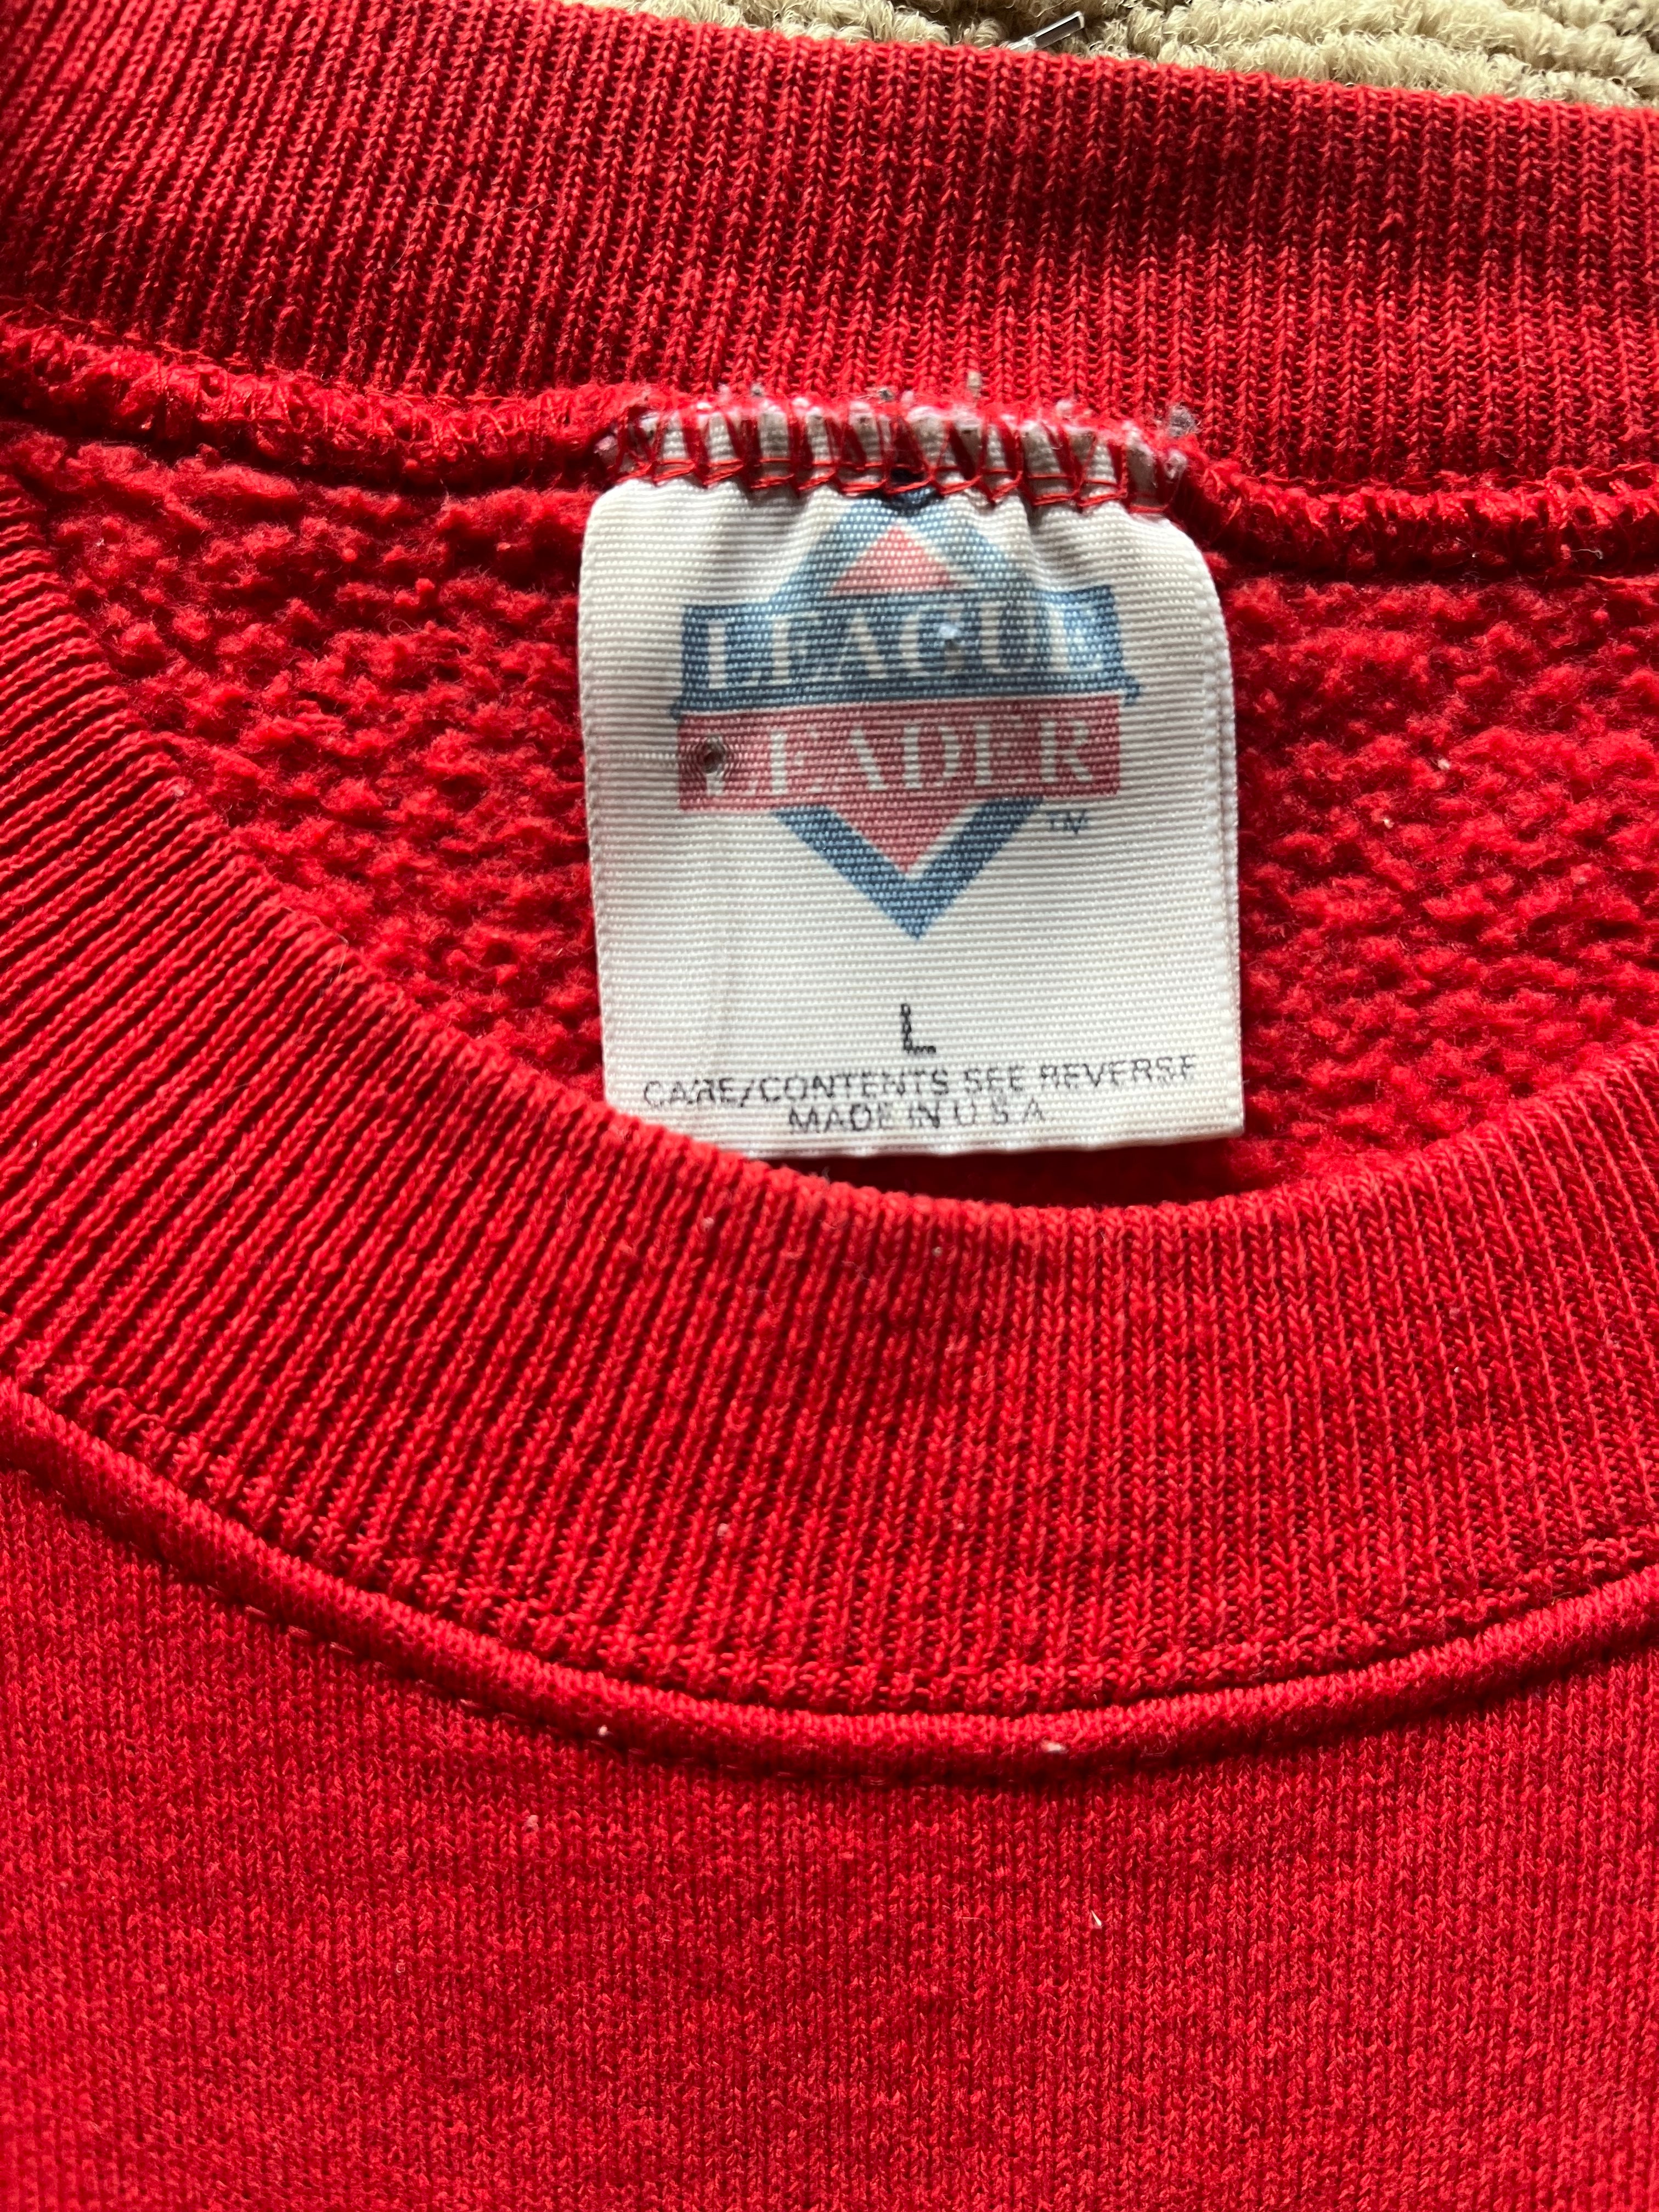 LEAGUE
LEADER
TM
L
CARE/CONTENTS SEE REVERSE
MADE IN U.S.A.